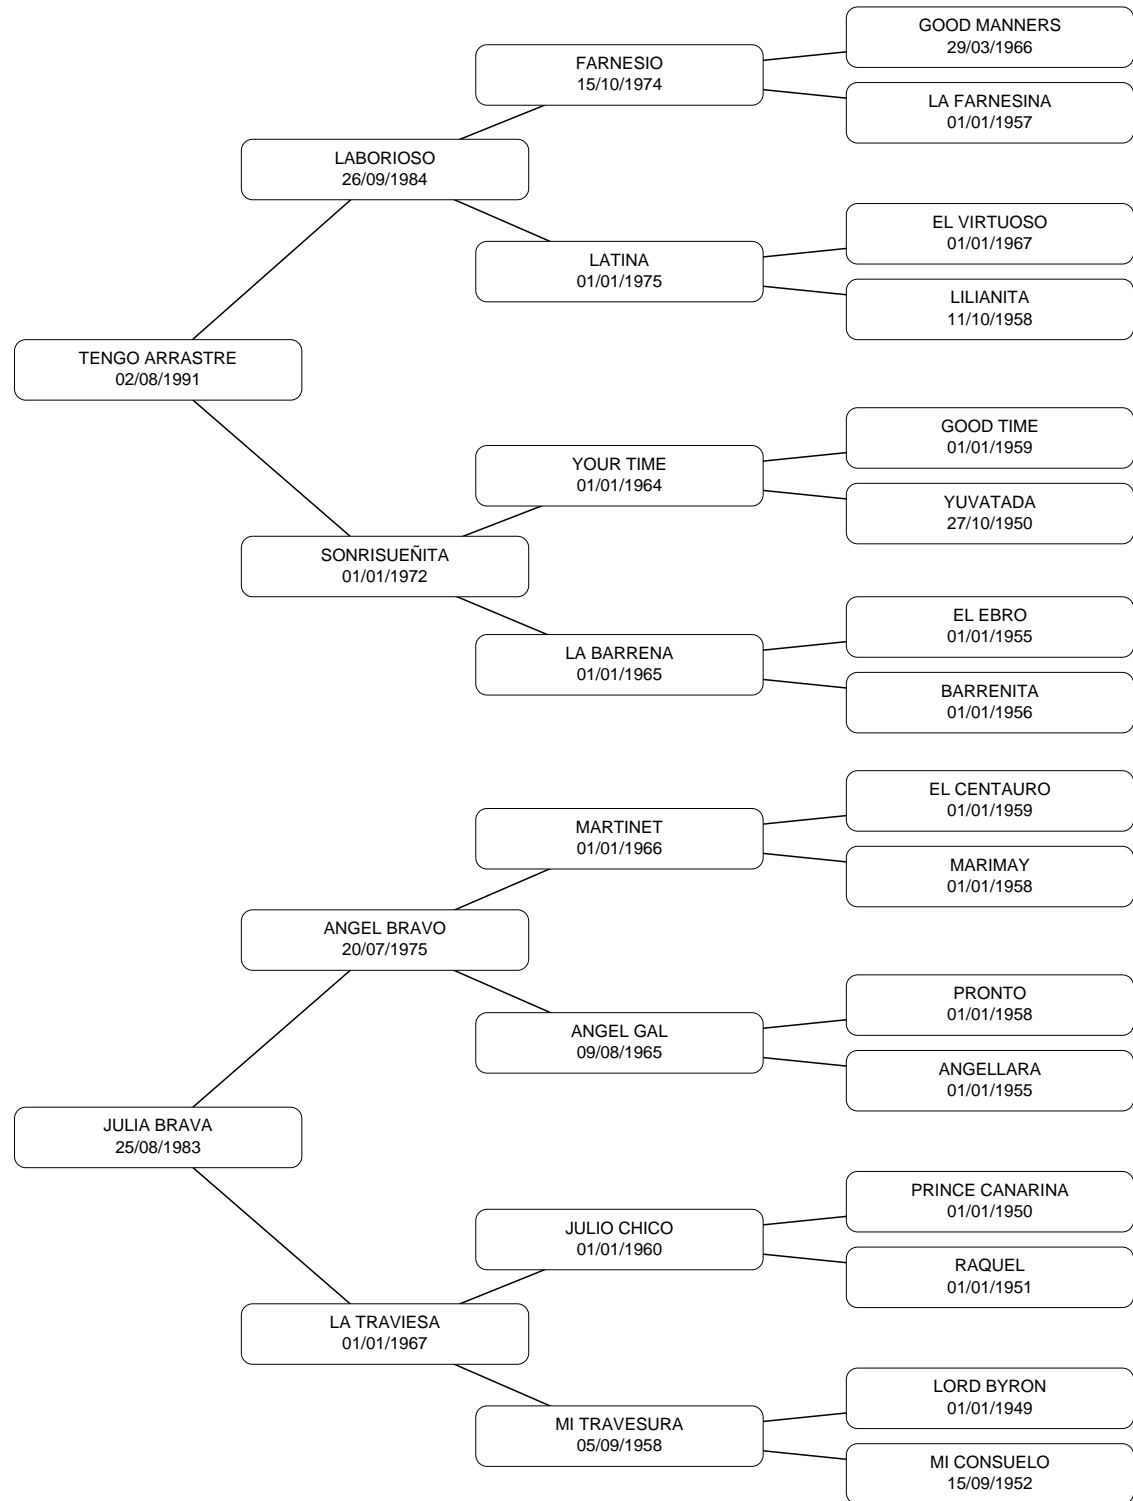 GOOD MANNERS
29/03/1966
FARNESIO
15/10/1974
LA FARNESINA
01/01/1957
LABORIOSO
26/09/1984
EL VIRTUOSO
01/01/1967
LATINA
01/01/1975
LILIANITA
11/10/1958
TENGO ARRASTRE
02/08/1991
GOOD TIME
01/01/1959
YOUR TIME
01/01/1964
YUVATADA
27/10/1950
SONRISUEÑITA
01/01/1972
EL EBRO
01/01/1955
LA BARRENA
01/01/1965
BARRENITA
01/01/1956
EL CENTAURO
01/01/1959
MARTINET
01/01/1966
MARIMAY
01/01/1958
ANGEL BRAVO
20/07/1975
PRONTO
01/01/1958
ANGEL GAL
09/08/1965
ANGELLARA
01/01/1955
JULIA BRAVA
25/08/1983
PRINCE CANARINA
01/01/1950
JULIO CHICO
01/01/1960
RAQUEL
01/01/1951
LA TRAVIESA
01/01/1967
LORD BYRON
01/01/1949
MI TRAVESURA
05/09/1958
MI CONSUELO
15/09/1952